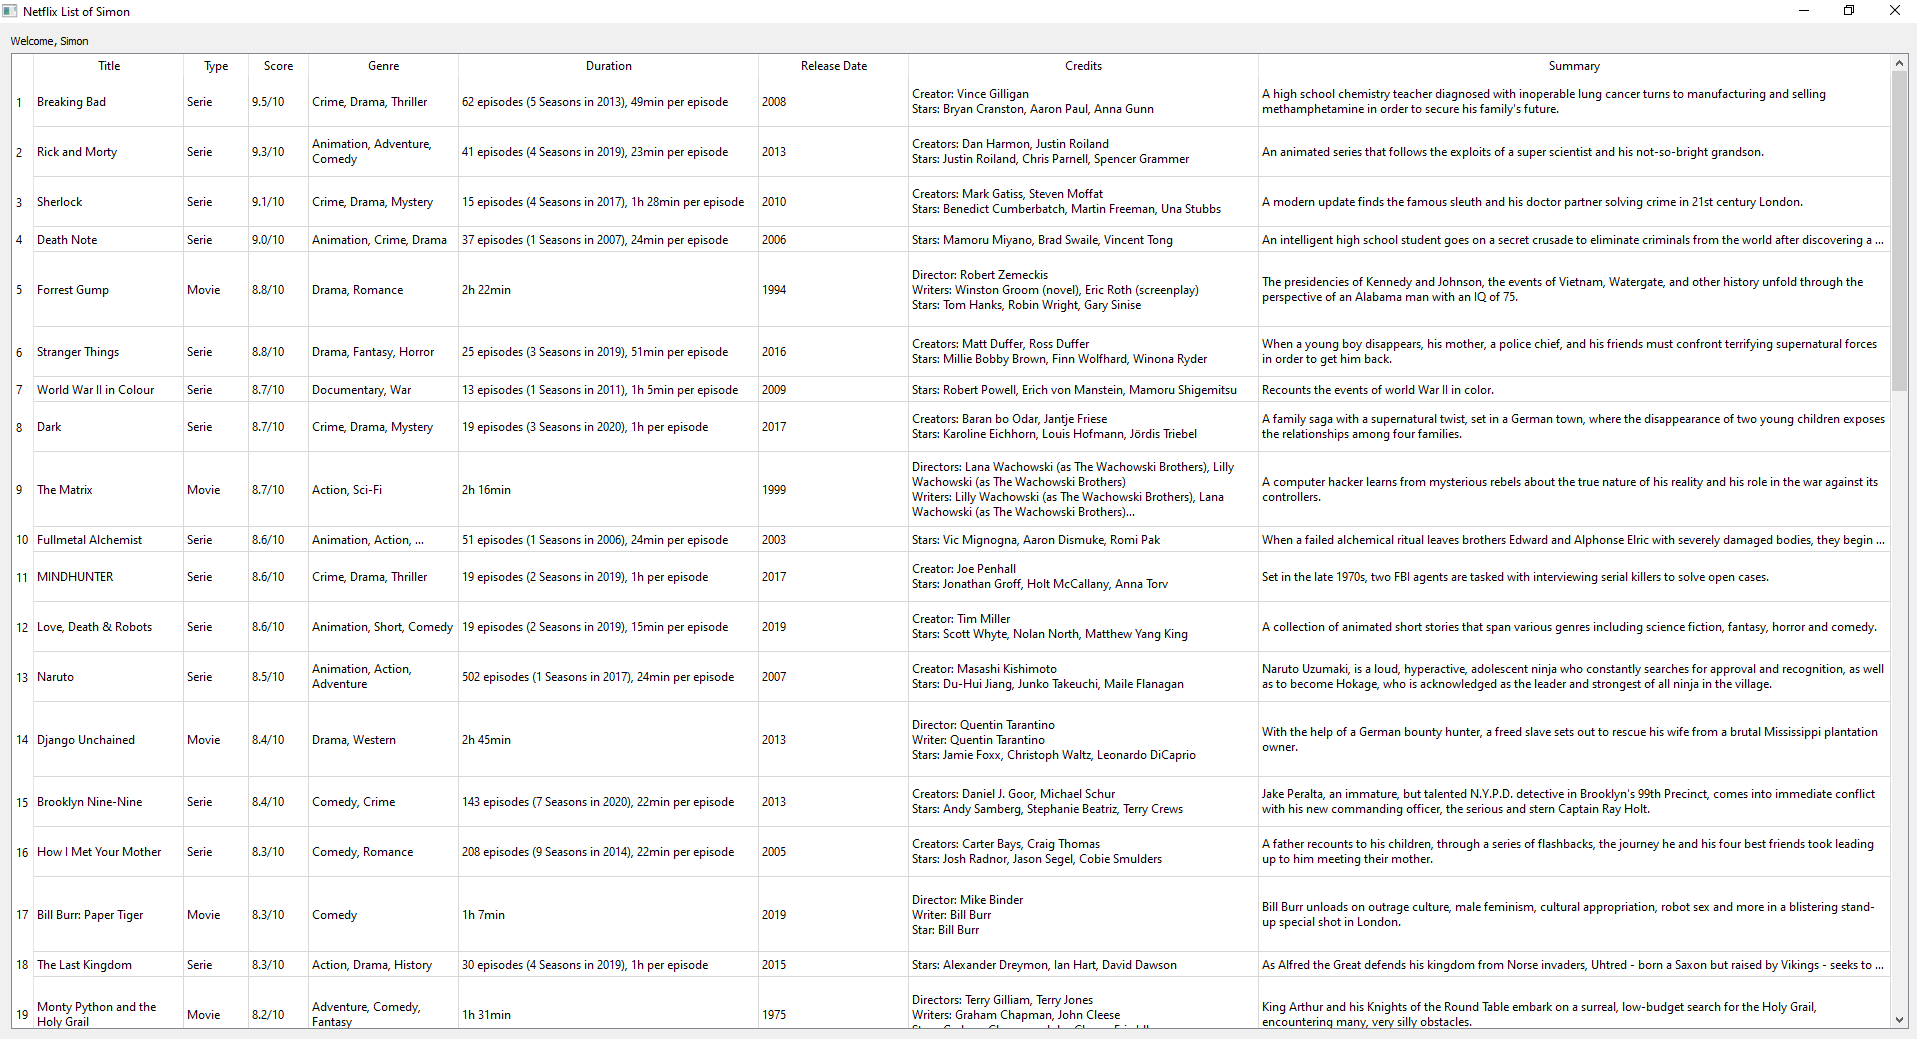 Netflix List of Simon
Welcome, Simon
Title Type Score Genre Duration Release Date Credits Summary
1 Breaking Bad Serie 9.5/10 Crime, Drama, Thriller 62 episodes (5 Seasons in 2013), 49min per episode 2008 Creator: Vince Gilligan
Stars: Bryan Cranston, Aaron Paul, Anna Gunn A high school chemistry teacher diagnosed with inoperable lung cancer turns to manufacturing and selling
methamphetamine in order to secure his family's future.
2 Rick and Morty Serie 9.3/10 Animation, Adventure,
Comedy 41 episodes (4 Seasons in 2019), 23min per episode 2013 Creators: Dan Harmon, Justin Roiland
Stars: Justin Roiland, Chris Parnell, Spencer Grammer An animated series that follows the exploits of a super scientist and his not-so-bright grandson.
3 Sherlock Serie 9.1/10 Crime, Drama, Mystery 15 episodes (4 Seasons in 2017), 1h 28min per episode 2010 Creators: Mark Gatiss, Steven Moffat
Stars: Benedict Cumberbatch, Martin Freeman, Una Stubbs A modern update finds the famous sleuth and his doctor partner solving crime in 21st century London.
4 Death Note Serie 9.0/10 Animation, Crime, Drama 37 episodes (1 Seasons in 2007), 24min per episode 2006 Stars: Mamoru Miyano, Brad Swaile, Vincent Tong An intelligent high school student goes on a secret crusade to eliminate criminals from the world after discovering a ...
5 Forrest Gump Movie 8.8/10 Drama, Romance 2h 22min 1994 Director: Robert Zemeckis
Writers: Winston Groom (novel), Eric Roth (screenplay)
Stars: Tom Hanks, Robin Wright, Gary Sinise The presidencies of Kennedy and Johnson, the events of Vietnam, Watergate, and other history unfold through the
perspective of an Alabama man with an IQ of 75.
6 Stranger Things Serie 8.8/10 Drama, Fantasy, Horror 25 episodes (3 Seasons in 2019), 51min per episode 2016 Creators: Matt Duffer, Ross Duffer
Stars: Millie Bobby Brown, Finn Wolfhard, Winona Ryder When a young boy disappears, his mother, a police chief, and his friends must confront terrifying supernatural forces
in order to get him back.
7 World War II in Colour Serie 8.7/10 Documentary, War 13 episodes (1 Seasons in 2011), 1h 5min per episode 2009 Stars: Robert Powell, Erich von Manstein, Mamoru Shigemitsu Recounts the events of world War II in color.
8 Dark Serie 8.7/10 Crime, Drama, Mystery 19 episodes (3 Seasons in 2020), 1h per episode 2017 Creators: Baran bo Odar, Jantje Friese
Stars: Karoline Eichhorn, Louis Hofmann, Jördis Triebel A family saga with a supernatural twist, set in a German town, where the disappearance of two young children exposes
the relationships among four families.
9 The Matrix Movie 8.7/10 Action, Sci-Fi 2h 16min 1999 Directors: Lana Wachowski (as The Wachowski Brothers), Lilly
Wachowski (as The Wachowski Brothers)
Writers: Lilly Wachowski (as The Wachowski Brothers), Lana
Wachowski (as The Wachowski Brothers)... A computer hacker learns from mysterious rebels about the true nature of his reality and his role in the war against its
controllers.
10 Fullmetal Alchemist Serie 8.6/10 Animation, Action, ... 51 episodes (1 Seasons in 2006), 24min per episode 2003 Stars: Vic Mignogna, Aaron Dismuke, Romi Pak When a failed alchemical ritual leaves brothers Edward and Alphonse Elric with severely damaged bodies, they begin ...
11 MINDHUNTER Serie 8.6/10 Crime, Drama, Thriller 19 episodes (2 Seasons in 2019), 1h per episode 2017 Creator: Joe Penhall
Stars: Jonathan Groff, Holt McCallany, Anna Torv Set in the late 1970s, two FBI agents are tasked with interviewing serial killers to solve open cases.
12 Love, Death & Robots Serie 8.6/10 Animation, Short, Comedy 19 episodes (2 Seasons in 2019), 15min per episode 2019 Creator: Tim Miller
Stars: Scott Whyte, Nolan North, Matthew Yang King A collection of animated short stories that span various genres including science fiction, fantasy, horror and comedy.
13 Naruto Serie 8.5/10 Animation, Action,
Adventure 502 episodes (1 Seasons in 2017), 24min per episode 2007 Creator: Masashi Kishimoto
Stars: Du-Hui Jiang, Junko Takeuchi, Maile Flanagan Naruto Uzumaki, is a loud, hyperactive, adolescent ninja who constantly searches for approval and recognition, as well
as to become Hokage, who is acknowledged as the leader and strongest of all ninja in the village.
14 Django Unchained Movie 8.4/10 Drama, Western 2h 45min 2013 Director: Quentin Tarantino
Writer: Quentin Tarantino
Stars: Jamie Foxx, Christoph Waltz, Leonardo DiCaprio With the help of a German bounty hunter, a freed slave sets out to rescue his wife from a brutal Mississippi plantation
owner.
15 Brooklyn Nine-Nine Serie 8.4/10 Comedy, Crime 143 episodes (7 Seasons in 2020), 22min per episode 2013 Creators: Daniel J. Goor, Michael Schur
Stars: Andy Samberg, Stephanie Beatriz, Terry Crews Jake Peralta, an immature, but talented N.Y.P.D. detective in Brooklyn's 99th Precinct, comes into immediate conflict
with his new commanding officer, the serious and stern Captain Ray Holt.
16 How I Met Your Mother Serie 8.3/10 Comedy, Romance 208 episodes (9 Seasons in 2014), 22min per episode 2005 Creators: Carter Bays, Craig Thomas
Stars: Josh Radnor, Jason Segel, Cobie Smulders A father recounts to his children, through a series of flashbacks, the journey he and his four best friends took leading
up to him meeting their mother.
17 Bill Burr: Paper Tiger Movie 8.3/10 Comedy 1h 7min 2019 Director: Mike Binder
Writer: Bill Burr
Star: Bill Burr Bill Burr unloads on outrage culture, male feminism, cultural appropriation, robot sex and more in a blistering stand-
up special shot in London.
18 The Last Kingdom Serie 8.3/10 Action, Drama, History 30 episodes (4 Seasons in 2019), 1h per episode 2015 Stars: Alexander Dreymon, Ian Hart, David Dawson As Alfred the Great defends his kingdom from Norse invaders, Uhtred - born a Saxon but raised by Vikings - seeks to ...
19 Monty Python and the
Holy Grail Movie 8.2/10 Adventure, Comedy,
Fantasy 1h 31min 1975 Directors: Terry Gilliam, Terry Jones
Writers: Graham Chapman, John Cleese King Arthur and his Knights of the Round Table embark on a surreal, low-budget search for the Holy Grail,
encountering many, very silly obstacles.